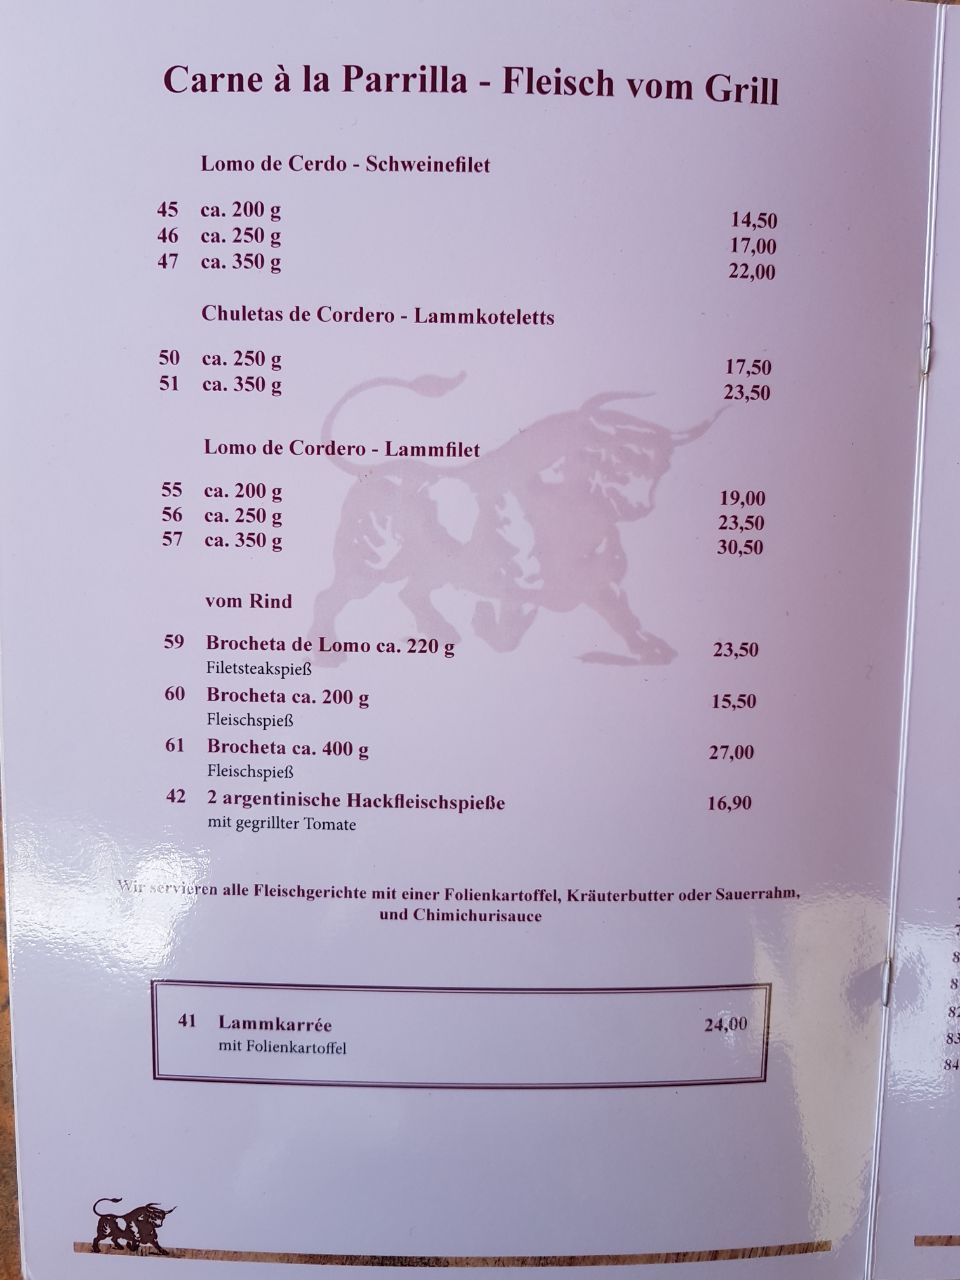 Carne à la Parrilla - Fleisch vom Grill
Lomo de Cerdo - Schweinefilet
45 ca. 200 g 14,50
46 ca. 250 g 17,00
47 ca. 350 g 22,00
Chuletas de Cordero - Lammkoteletts
50 ca. 250 g 17,50
51 ca. 350 g 23,50
Lomo de Cordero - Lammfilet
55 ca. 200 g 19,00
56 ca. 250 g 23,50
57 ca. 350 g 30,50
vom Rind
59 Brocheta de Lomo ca. 220 g 23,50
Filetsteakspieß
60 Brocheta ca. 200 g 15,50
Fleischspieß
61 Brocheta ca. 400 g 27,00
Fleischspieß
42 2 argentinische Hackfleischspieße 16,90
mit gegrillter Tomate
Wir servieren alle Fleischgerichte mit einer Folienkartoffel, Kräuterbutter oder Sauerrahm,
und Chimichurisauce
41 Lammkarrée 24,00
mit Folienkartoffel
82
83
84